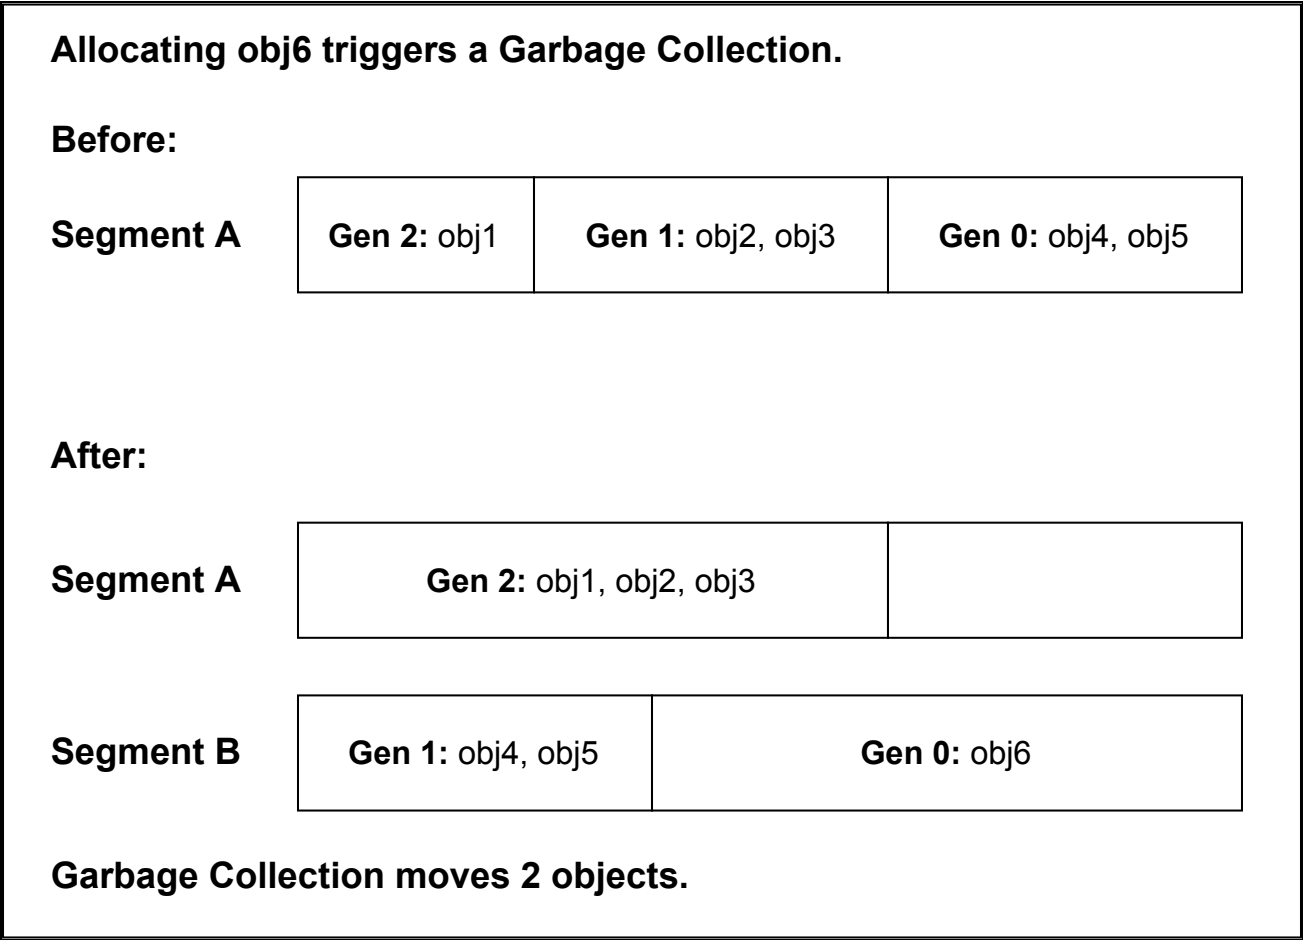 Allocating obj6 triggers a Garbage Collection.
Before:
Segment A Gen 2: obj1 Gen 1: obj2, obj3 Gen 0: obj4, obj5
After:
Segment A Gen 2: obj1, obj2, obj3
Segment B Gen 1: obj4, obj5 Gen 0: obj6
Garbage Collection moves 2 objects.